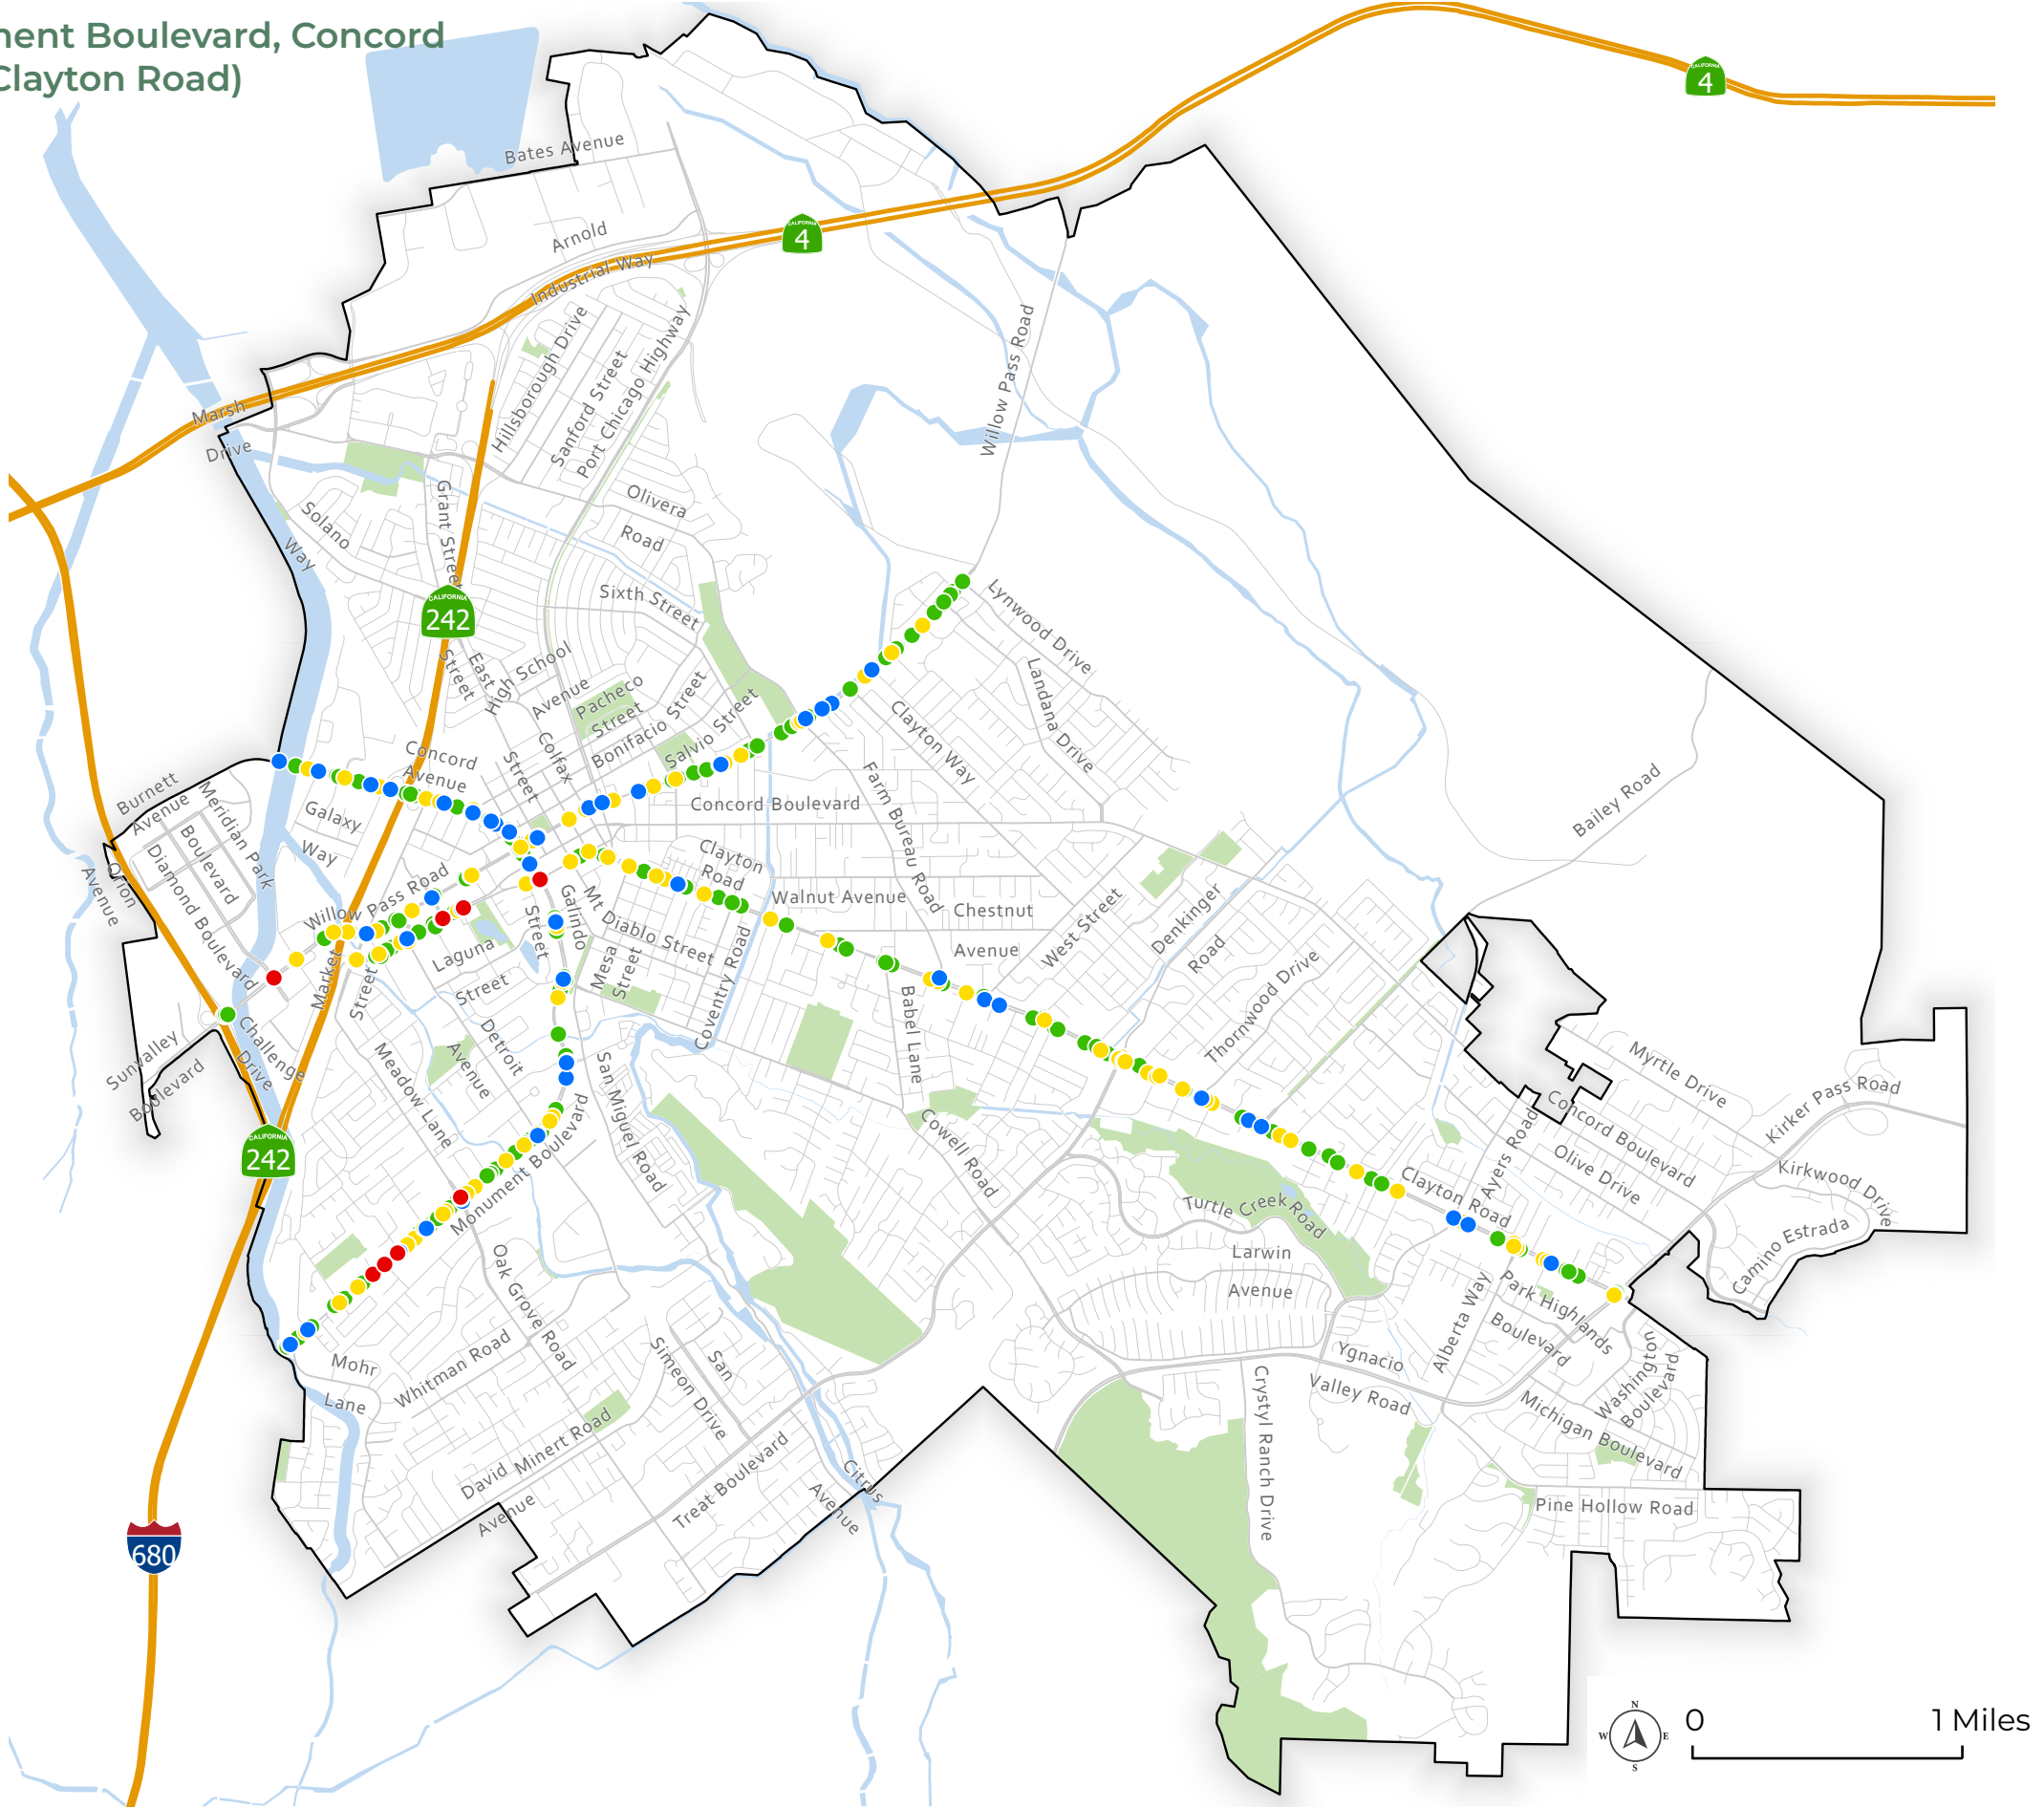 nent Boulevard, Concord
Clayton Road)
CALIFORNIA
4
Bates Avenue
CALIFORNIA
4
Arnold
Industrial Way
Hillsborough Drive
Sanford Street
Port Chicago Highway
Willow Pass Road
Marsh
Drive
Solano
Way
Grant Street
Olivera
Road
CALIFORNIA
242
Sixth Street
Lynwood Drive
Landana Drive
Street
East
Street
High School
Avenue
Pacheco
Street
Bonifacio Street
Salvio Street
Colfax
Clayton Way
Concord
Avenue
Burnett
Avenue
Meridian Park
Boulevard
Diamond Boulevard
Galaxy
Way
Concord Boulevard
Farm Bureau Road
Bailey Road
Orion
Avenue
Willow Pass Road
Clayton
Road
Walnut Avenue
Chestnut
Avenue
West Street
Denkinger
Road
Galindo
Street
Mt Diablo Street
Laguna
Street
Mesa
Street
Market
Street
Coventry Road
Babel Lane
Thornwood Drive
Sunvalley
Boulevard
Challenge
Drive
Detroit
Avenue
Meadow Lane
San Miguel Road
Monument Boulevard
Cowell Road
Myrtle Drive
Kirker Pass Road
Concord Boulevard
Olive Drive
Kirkwood Drive
Camino Estrada
Ayers Road
Clayton Road
CALIFORNIA
242
Turtle Creek Road
Larwin
Avenue
Oak Grove Road
Alberta Way
Park Highlands
Boulevard
Washington
Boulevard
Mohr
Lane
Whitman Road
San
Simeon Drive
Ygnacio
Valley Road
Michigan Boulevard
Crystyl Ranch Drive
David
Avenue
Minert Road
Treat Boulevard
Citrus
Avenue
Pine Hollow Road
680
N
W
E
S
0
1 Miles